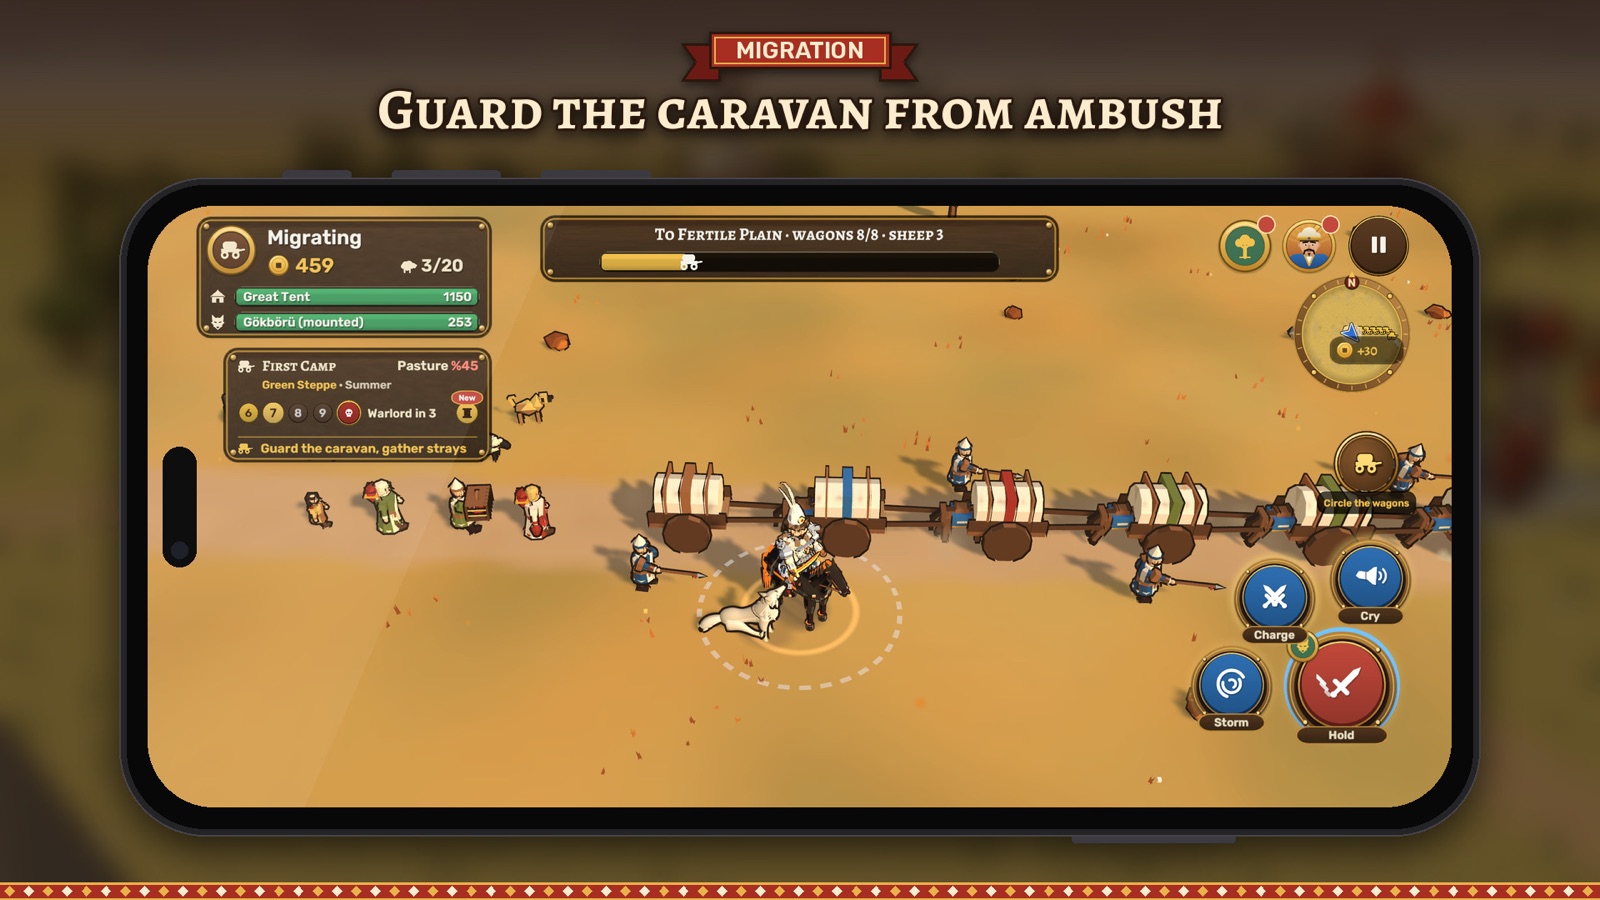 MIGRATION
GUARD THE CARAVAN FROM AMBUSH
Migrating
459
3/20
Great Tent 1150
Gökbörü (mounted) 253
TO FERTILE PLAIN · WAGONS 8/8 · SHEEP 3
N
+30
FIRST CAMP Pasture %45
Green Steppe · Summer
New
6 7 8 9 Warlord in 3
Guard the caravan, gather strays
Circle the wagons
Cry
Charge
Storm
Hold